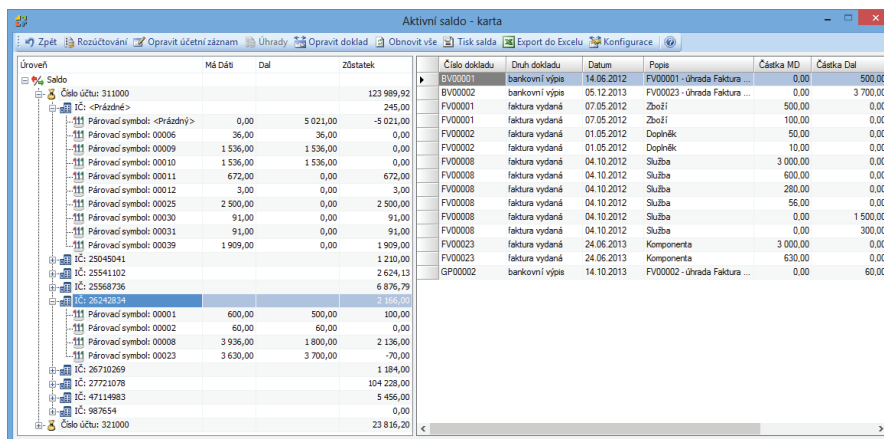 Aktivní saldo - karta
Zpět Rozúčtování Opravit účetní záznam Úhrady Opravit doklad Obnovit vše Tisk salda Export do Excelu Konfigurace
Úroveň Má Dáti Dal Zůstatek
Saldo
Číslo účtu: 311000 123 989,92
IČ: <Prázdné> 245,00
Párovací symbol: <Prázdný> 0,00 5 021,00 -5 021,00
Párovací symbol: 00006 36,00 36,00 0,00
Párovací symbol: 00009 1 536,00 1 536,00 0,00
Párovací symbol: 00010 1 536,00 1 536,00 0,00
Párovací symbol: 00011 672,00 0,00 672,00
Párovací symbol: 00012 3,00 0,00 3,00
Párovací symbol: 00025 2 500,00 0,00 2 500,00
Párovací symbol: 00030 91,00 0,00 91,00
Párovací symbol: 00031 91,00 0,00 91,00
Párovací symbol: 00039 1 909,00 0,00 1 909,00
IČ: 25045041 1 210,00
IČ: 25541102 2 624,13
IČ: 25568736 6 876,79
IČ: 26242834 2 166,00
Párovací symbol: 00001 600,00 500,00 100,00
Párovací symbol: 00002 60,00 60,00 0,00
Párovací symbol: 00008 3 936,00 1 800,00 2 136,00
Párovací symbol: 00023 3 630,00 3 700,00 -70,00
IČ: 26710269 1 184,00
IČ: 27721078 104 228,00
IČ: 47114983 5 456,00
IČ: 987654 0,00
Číslo účtu: 321000 23 816,20
Číslo dokladu Druh dokladu Datum Popis Částka MD Částka Dal
BV00001 bankovní výpis 14.06.2012 FV00001 - úhrada Faktura ... 0,00 500,00
BV00002 bankovní výpis 05.12.2013 FV00023 - úhrada Faktura ... 0,00 3 700,00
FV00001 faktura vydaná 07.05.2012 Zboží 500,00 0,00
FV00001 faktura vydaná 07.05.2012 Zboží 100,00 0,00
FV00002 faktura vydaná 01.05.2012 Doplněk 50,00 0,00
FV00002 faktura vydaná 01.05.2012 Doplněk 10,00 0,00
FV00008 faktura vydaná 04.10.2012 Služba 3 000,00 0,00
FV00008 faktura vydaná 04.10.2012 Služba 600,00 0,00
FV00008 faktura vydaná 04.10.2012 Služba 280,00 0,00
FV00008 faktura vydaná 04.10.2012 Služba 56,00 0,00
FV00008 faktura vydaná 04.10.2012 Služba 0,00 1 500,00
FV00008 faktura vydaná 04.10.2012 Služba 0,00 300,00
FV00023 faktura vydaná 24.06.2013 Komponenta 3 000,00 0,00
FV00023 faktura vydaná 24.06.2013 Komponenta 630,00 0,00
GP00002 bankovní výpis 14.10.2013 FV00002 - úhrada Faktura ... 0,00 60,00